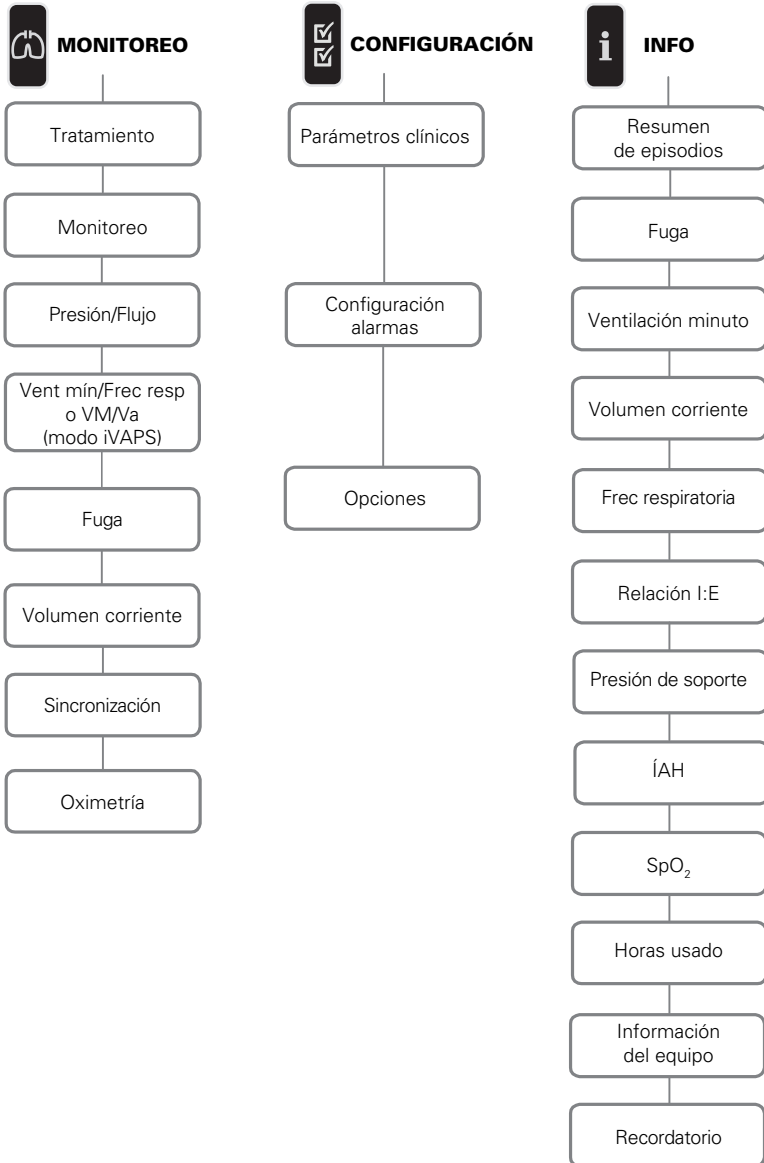 MONITOREO
Tratamiento
Monitoreo
Presión/Flujo
Vent mín/Frec resp
o VM/Va
(modo iVAPS)
Fuga
Volumen corriente
Sincronización
Oximetría
CONFIGURACIÓN
Parámetros clínicos
Configuración
alarmas
Opciones
i
INFO
Resumen
de episodios
Fuga
Ventilación minuto
Volumen corriente
Frec respiratoria
Relación I:E
Presión de soporte
ÍAH
SpO₂
Horas usado
Información
del equipo
Recordatorio